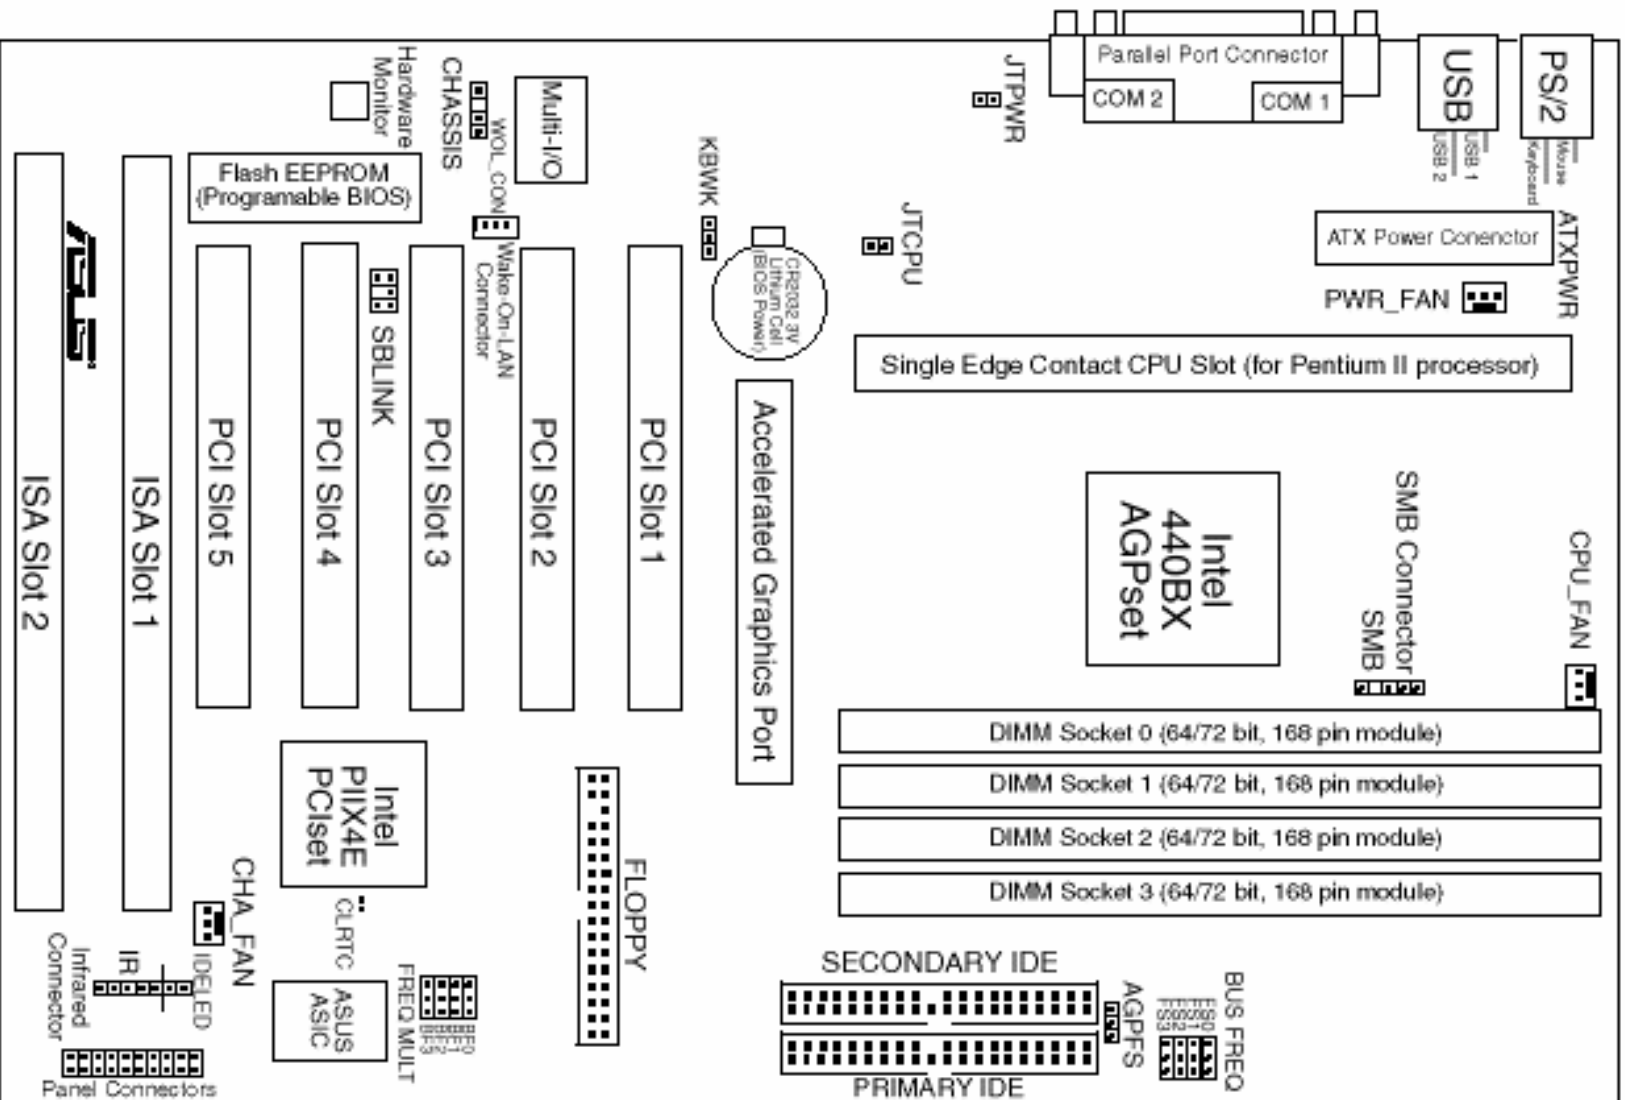 Parallel Port Connector
COM 2
COM 1
USB
USB 1
USB 2
PS/2
Mouse
Keyboard
JTPWR
Hardware
Monitor
CHASSIS
WOL_CON
Multi-I/O
Flash EEPROM
(Programable BIOS)
KBWK
JTCPU
ATX Power Conenctor
ATXPWR
PWR_FAN
Wake-On-LAN
Connector
CR2032 3V
Lithium Cell
(BIOS Power)
SBLINK
Single Edge Contact CPU Slot (for Pentium II processor)
ISA Slot 2
ISA Slot 1
PCI Slot 5
PCI Slot 4
PCI Slot 3
PCI Slot 2
PCI Slot 1
Accelerated Graphics Port
Intel
440BX
AGPset
SMB Connector
SMB
CPU_FAN
DIMM Socket 0 (64/72 bit, 168 pin module)
DIMM Socket 1 (64/72 bit, 168 pin module)
DIMM Socket 2 (64/72 bit, 168 pin module)
DIMM Socket 3 (64/72 bit, 168 pin module)
Intel
PIIX4E
PCIset
CLRTC
CHA_FAN
FLOPPY
IR
Infrared
Connector
IDELED
ASUS
ASIC
FREQ MULT
Panel Connectors
SECONDARY IDE
PRIMARY IDE
AGPFS
FS0
FS1
FS2
FS3
BUS FREQ